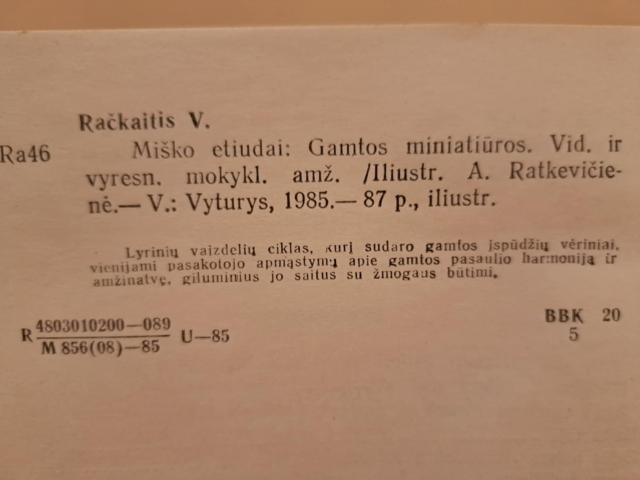 Račkaitis V.
Ra46 Miško etiudai: Gamtos miniatiūros. Vid. ir
vyresn. mokykl. amž. /Iliustr. A. Ratkevičie-
nė.— V.: Vyturys, 1985.— 87 p., iliustr.
Lyrinių vaizdelių ciklas, kurį sudaro gamtos įspūdžių vėriniai,
vienijami pasakotojo apmąstymų apie gamtos pasaulio harmoniją ir
amžinatvę, giluminius jo saitus su žmogaus būtimi.
4803010200—089
R U—85
M 856(08)—85
BBK 20
5